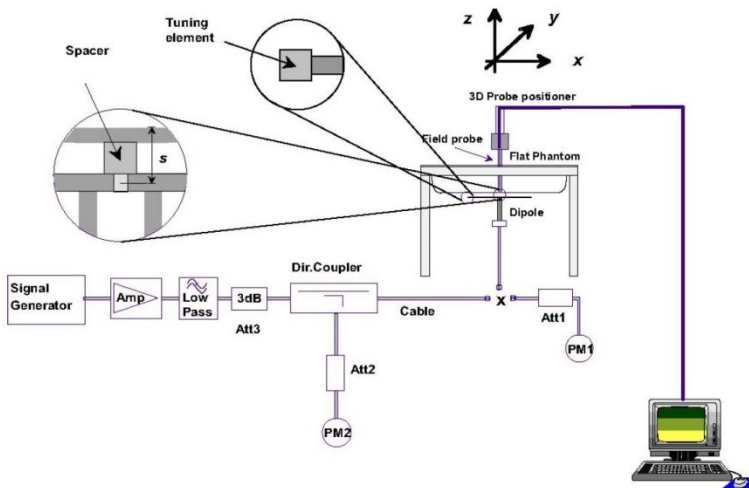 Tuning
element
Spacer
s
z
y
x
3D Probe positioner
Field probe
Flat Phantom
Dipole
Signal
Generator
Amp
Low
Pass
3dB
Att3
Dir.Coupler
Cable
x
Att1
PM1
Att2
PM2